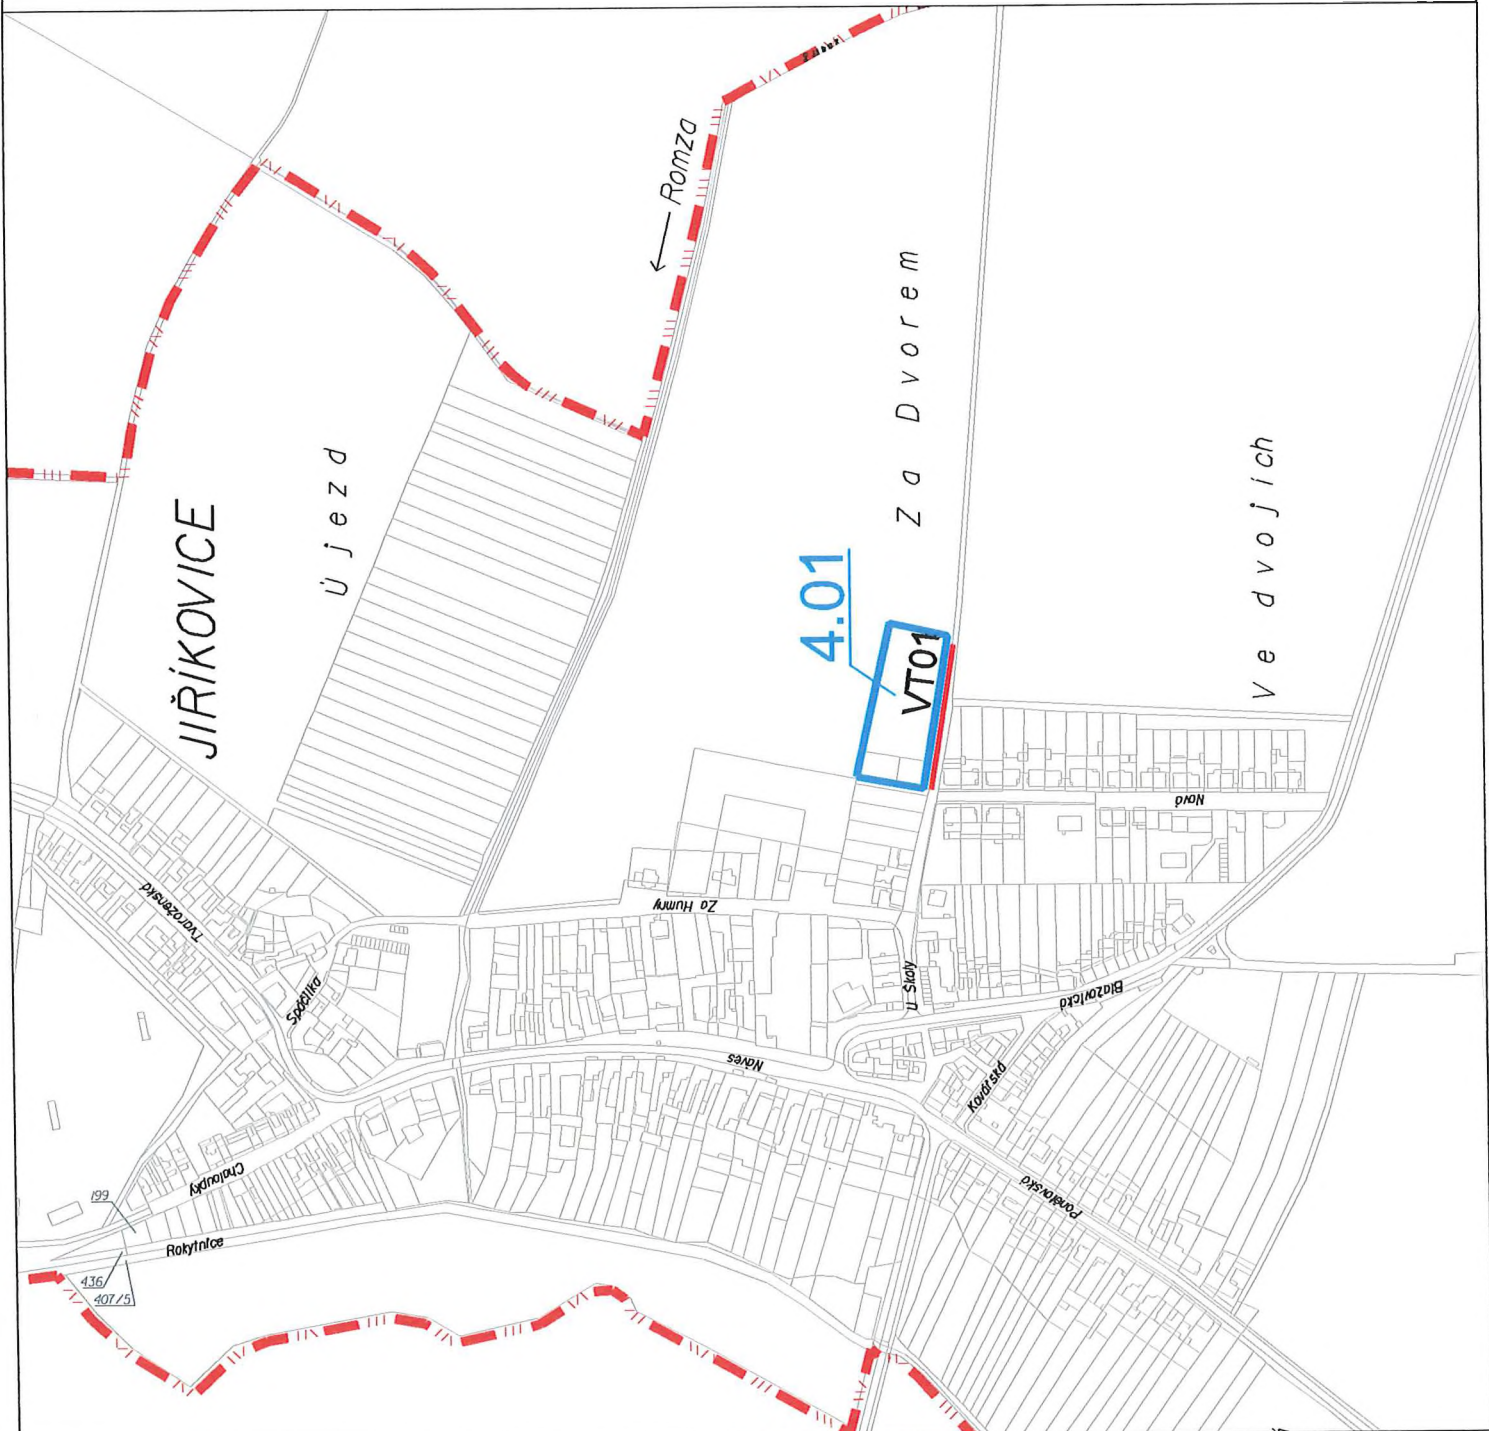 Romza
Za Dvorem
Ve dvojích
Újezd
JIŘÍKOVICE
4.01
VT01
Nová
Tvaroženská
Za Humny
Spáčilka
u Školy
Blažovická
Náves
Kovářská
Chaloupky
Ponětovská
199
Rokytnice
436
407/5